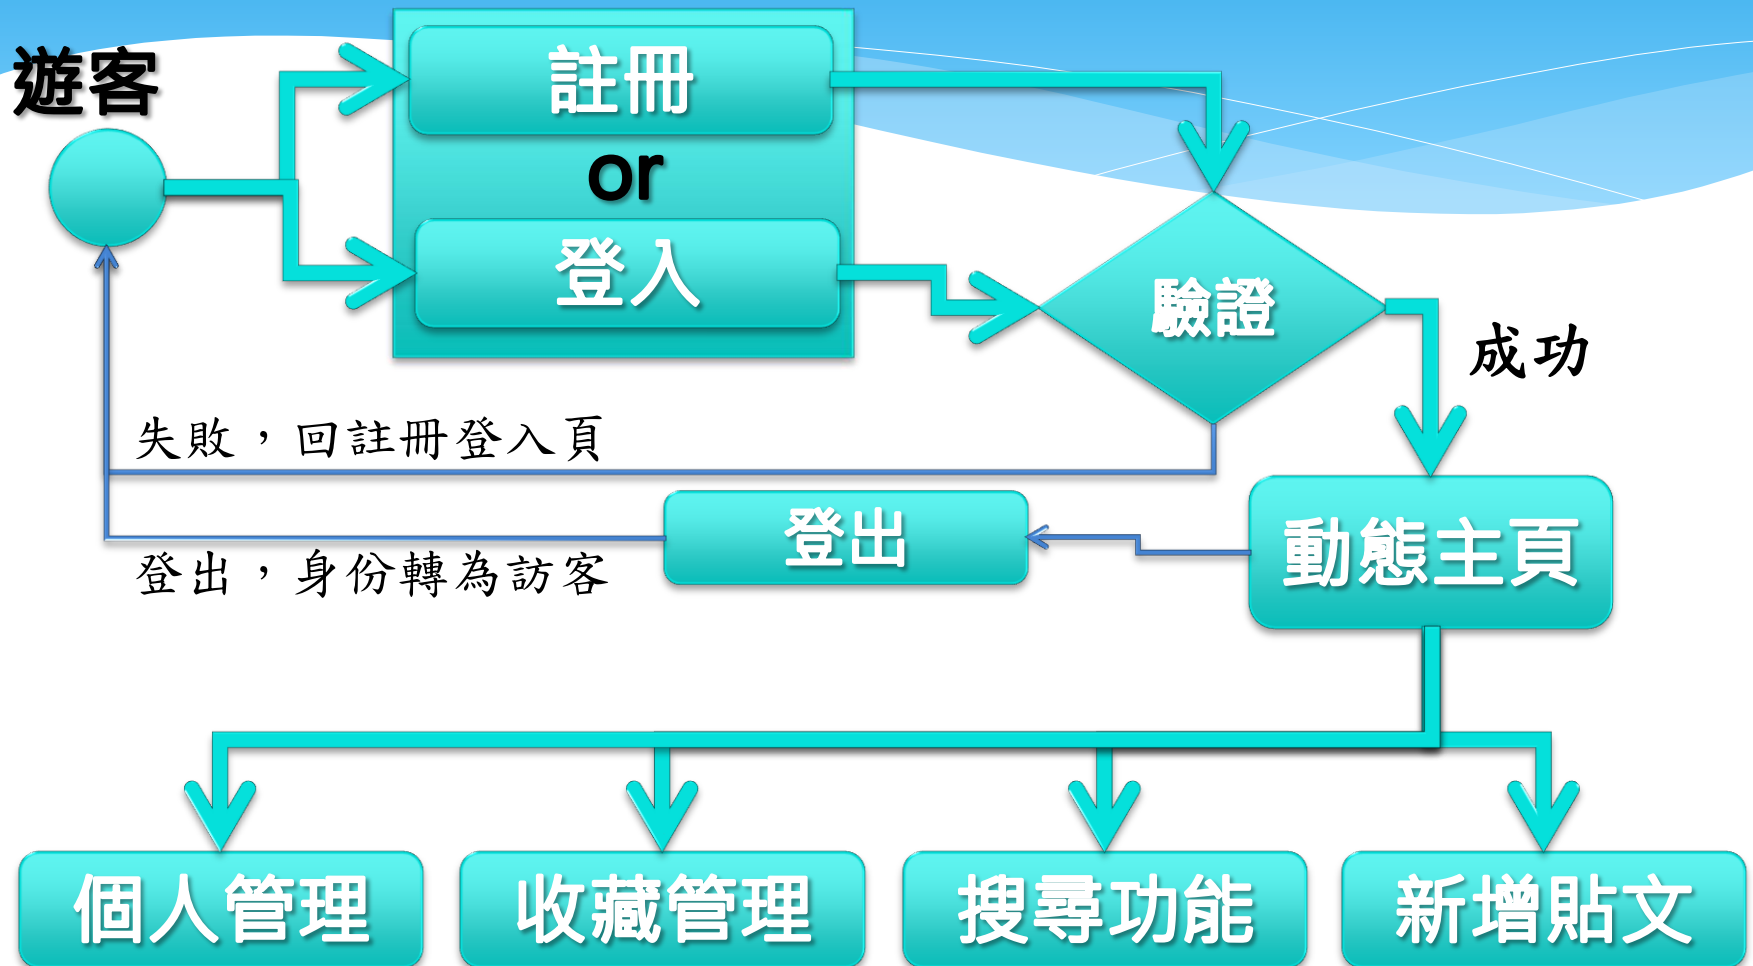 遊客
註冊
or
登入
驗證
成功
失敗，回註冊登入頁
登出
登出，身份轉為訪客
動態主頁
個人管理
收藏管理
搜尋功能
新增貼文